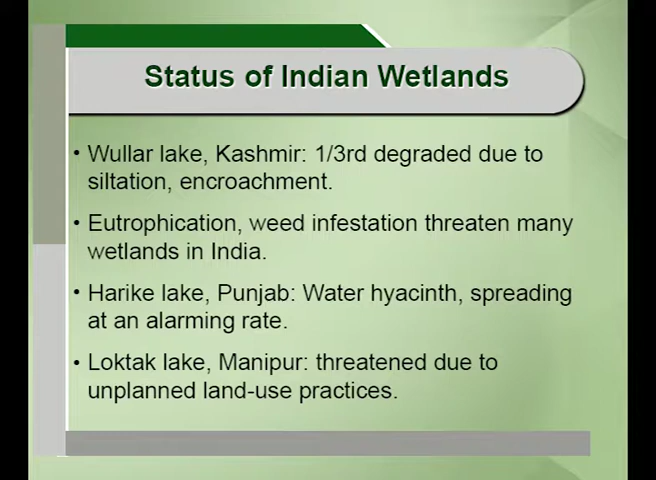 Status of Indian Wetlands
• Wullar lake, Kashmir: 1/3rd degraded due to
siltation, encroachment.
• Eutrophication, weed infestation threaten many
wetlands in India.
• Harike lake, Punjab: Water hyacinth, spreading
at an alarming rate.
• Loktak lake, Manipur: threatened due to
unplanned land-use practices.